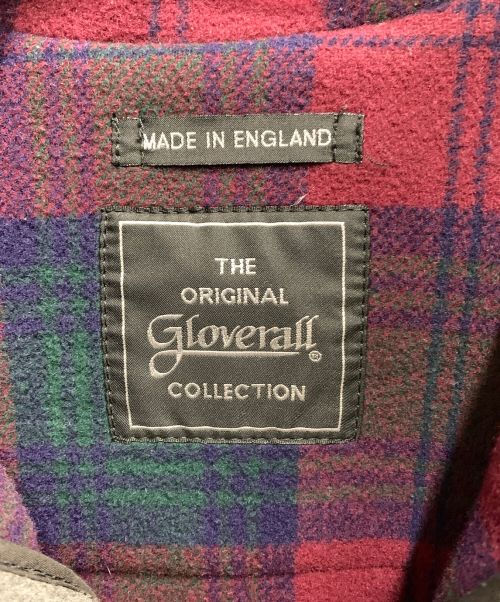 MADE IN ENGLAND
THE
ORIGINAL
Gloverall®
COLLECTION